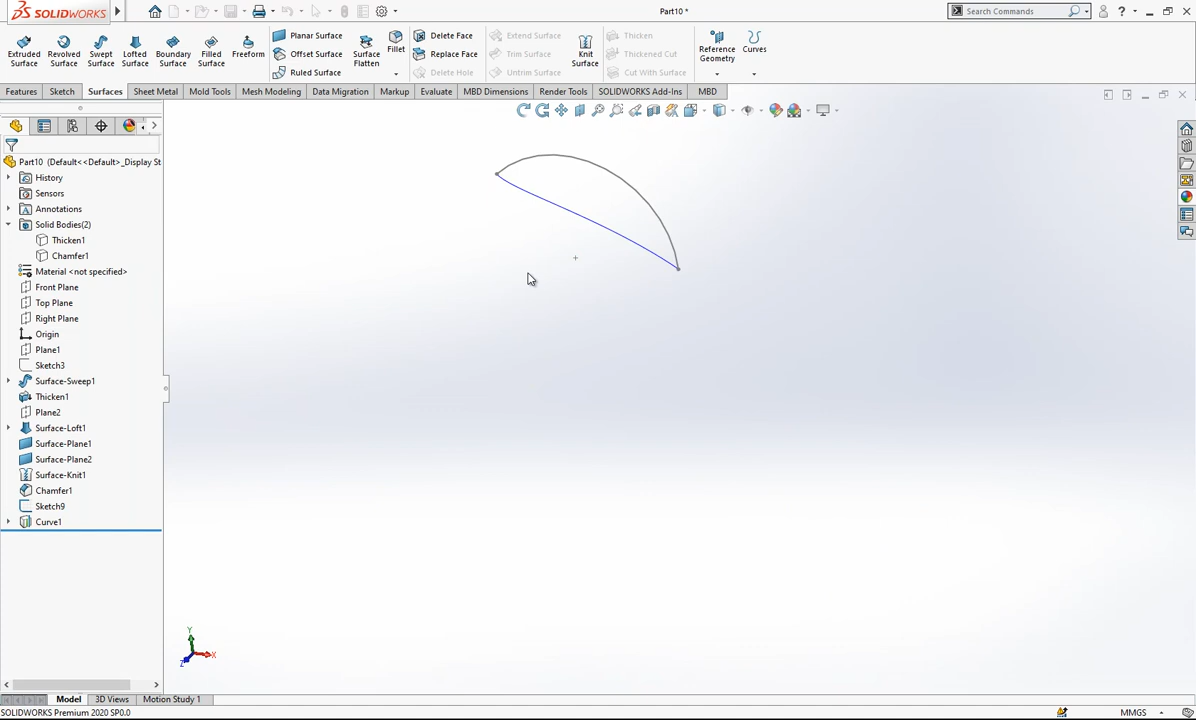 SOLIDWORKS
Part10 *
Search Commands
Extruded Surface
Revolved Surface
Swept Surface
Lofted Surface
Boundary Surface
Filled Surface
Freeform
Planar Surface
Offset Surface
Ruled Surface
Surface Flatten
Fillet
Delete Face
Replace Face
Delete Hole
Extend Surface
Trim Surface
Untrim Surface
Knit Surface
Thicken
Thickened Cut
Cut With Surface
Reference Geometry
Curves
Features
Sketch
Surfaces
Sheet Metal
Mold Tools
Mesh Modeling
Data Migration
Markup
Evaluate
MBD Dimensions
Render Tools
SOLIDWORKS Add-Ins
MBD
Part10 (Default<<Default>_Display St
History
Sensors
Annotations
Solid Bodies(2)
Thicken1
Chamfer1
Material <not specified>
Front Plane
Top Plane
Right Plane
Origin
Plane1
Sketch3
Surface-Sweep1
Thicken1
Plane2
Surface-Loft1
Surface-Plane1
Surface-Plane2
Surface-Knit1
Chamfer1
Sketch9
Curve1
Y
X
Z
Model
3D Views
Motion Study 1
SOLIDWORKS Premium 2020 SP0.0
MMGS